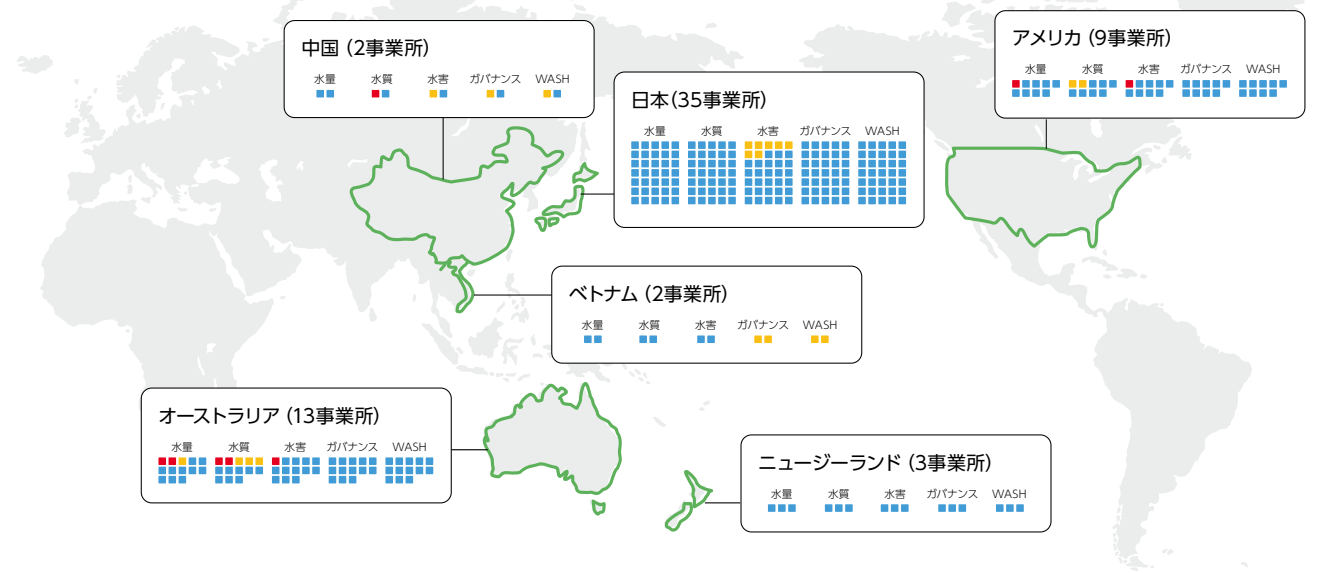 中国（2事業所）
水量 水質 水害 ガバナンス WASH
日本（35事業所）
水量 水質 水害 ガバナンス WASH
アメリカ（9事業所）
水量 水質 水害 ガバナンス WASH
ベトナム（2事業所）
水量 水質 水害 ガバナンス WASH
オーストラリア（13事業所）
水量 水質 水害 ガバナンス WASH
ニュージーランド（3事業所）
水量 水質 水害 ガバナンス WASH